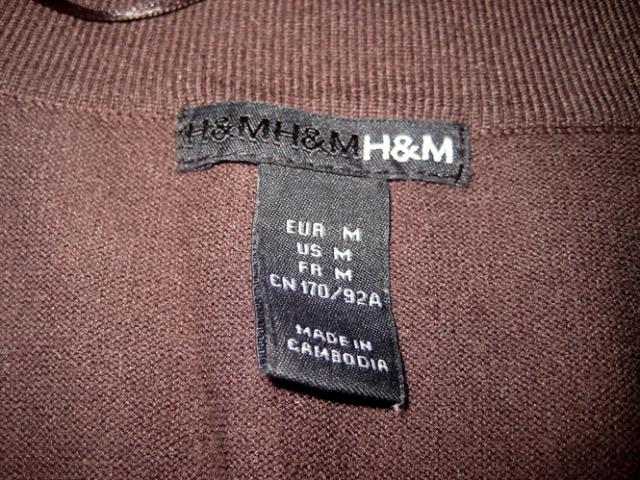 H&MH&MH&M
EUR M
US M
FR M
CN 170/92A
MADE IN
CAMBODIA